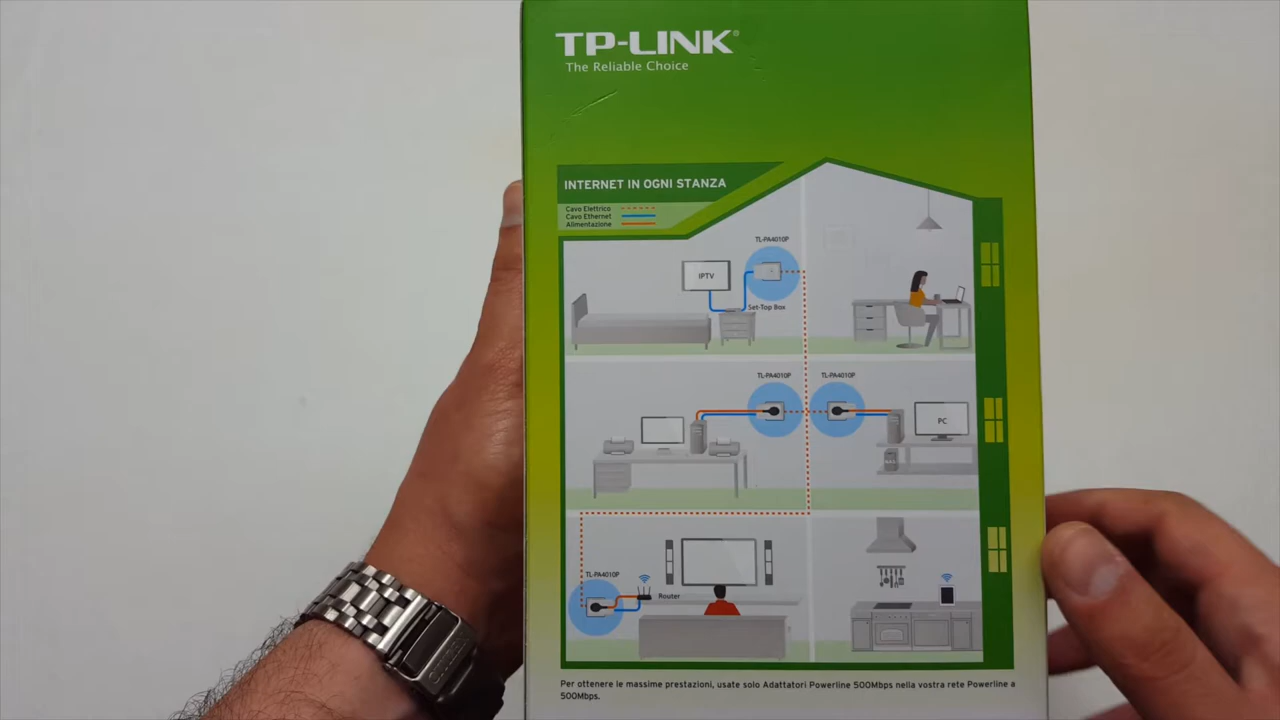 TP-LINK®
The Reliable Choice
INTERNET IN OGNI STANZA
Cavo Elettrico
Cavo Ethernet
Alimentazione
TL-PA4010P
IPTV
Set-Top Box
TL-PA4010P
TL-PA4010P
PC
TL-PA4010P
Router
Per ottenere le massime prestazioni, usate solo Adattatori Powerline 500Mbps nella vostra rete Powerline a
500Mbps.